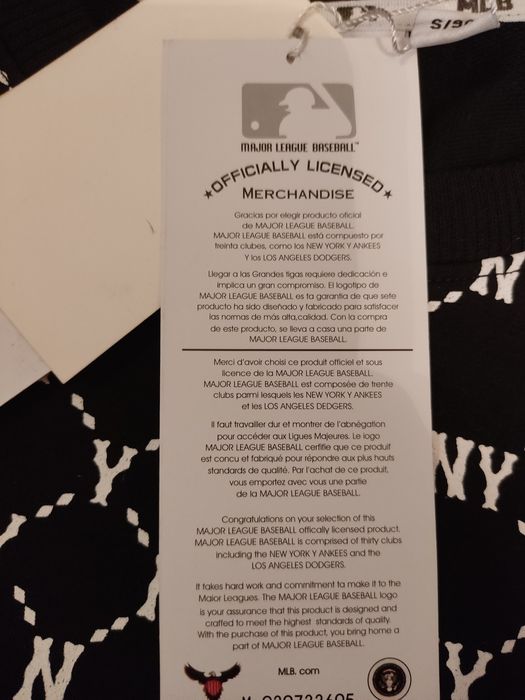 MLB
S/90
MAJOR LEAGUE BASEBALL
OFFICIALLY LICENSED
MERCHANDISE
Gracias por elegir producto oficial
de MAJOR LEAGUE BASEBALL.
MAJOR LEAGUE BASEBALL está compuesto por
treinta clubes, como los NEW YORK Y ANKEES
Y los LOS ANGELES DODGERS.
Llegar a las Grandes tigas requiere dedicación e
implica un gran compromiso. El logotipo de
MAJOR LEAGUE BASEBALL es ta garantia de que sete
producto ha sido diseñado y fabricado para satisfacer
las normas de más alta,calidad. Con la compra
de este producto, se lleva a casa una parte de
MAJOR LEAGUE BASEBALL.
Merci d'avoir choisi ce produit officiel et sous
licence de la MAJOR LEAGUE BASEBALL.
MAJOR LEAGUE BASEBALL est composée de trente
clubs parmi lesquels les NEW YORK Y ANKEES
et les LOS ANGELES DEDGERS.
Il faut travailler dur et montrer de l'abnégation
pour accéder aux Ligues Majeures. Le logo
MAJOR LEAGUE BASEBALL certifie que ce produit
est concu et fabriqué pour répondre aux plus hauts
standards de qualité. Par l'achat de ce produit,
vous emportez avec vous une partie
de la MAJOR LEAGUE BASEBALL.
Congratulations on your selection of this
MAJOR LEAGUE BASEBALL offically licensed product.
MAJOR LEAGUE BASEBALL is comprised of thirty clubs
including the NEW YORK Y ANKEES and the
LOS ANGELES DODGERS.
It fakes hard work and commitment ta make it to the
Maior Leagues. The MAJOR LEAGUE BASEBALL logo
is your assurance that this product is designed and
crafted to meet the highest standards of quality.
With the purchase of this product, you bring home a
part of MAJOR LEAGUE BASEBALL.
MLB. com
NY
NY
NY